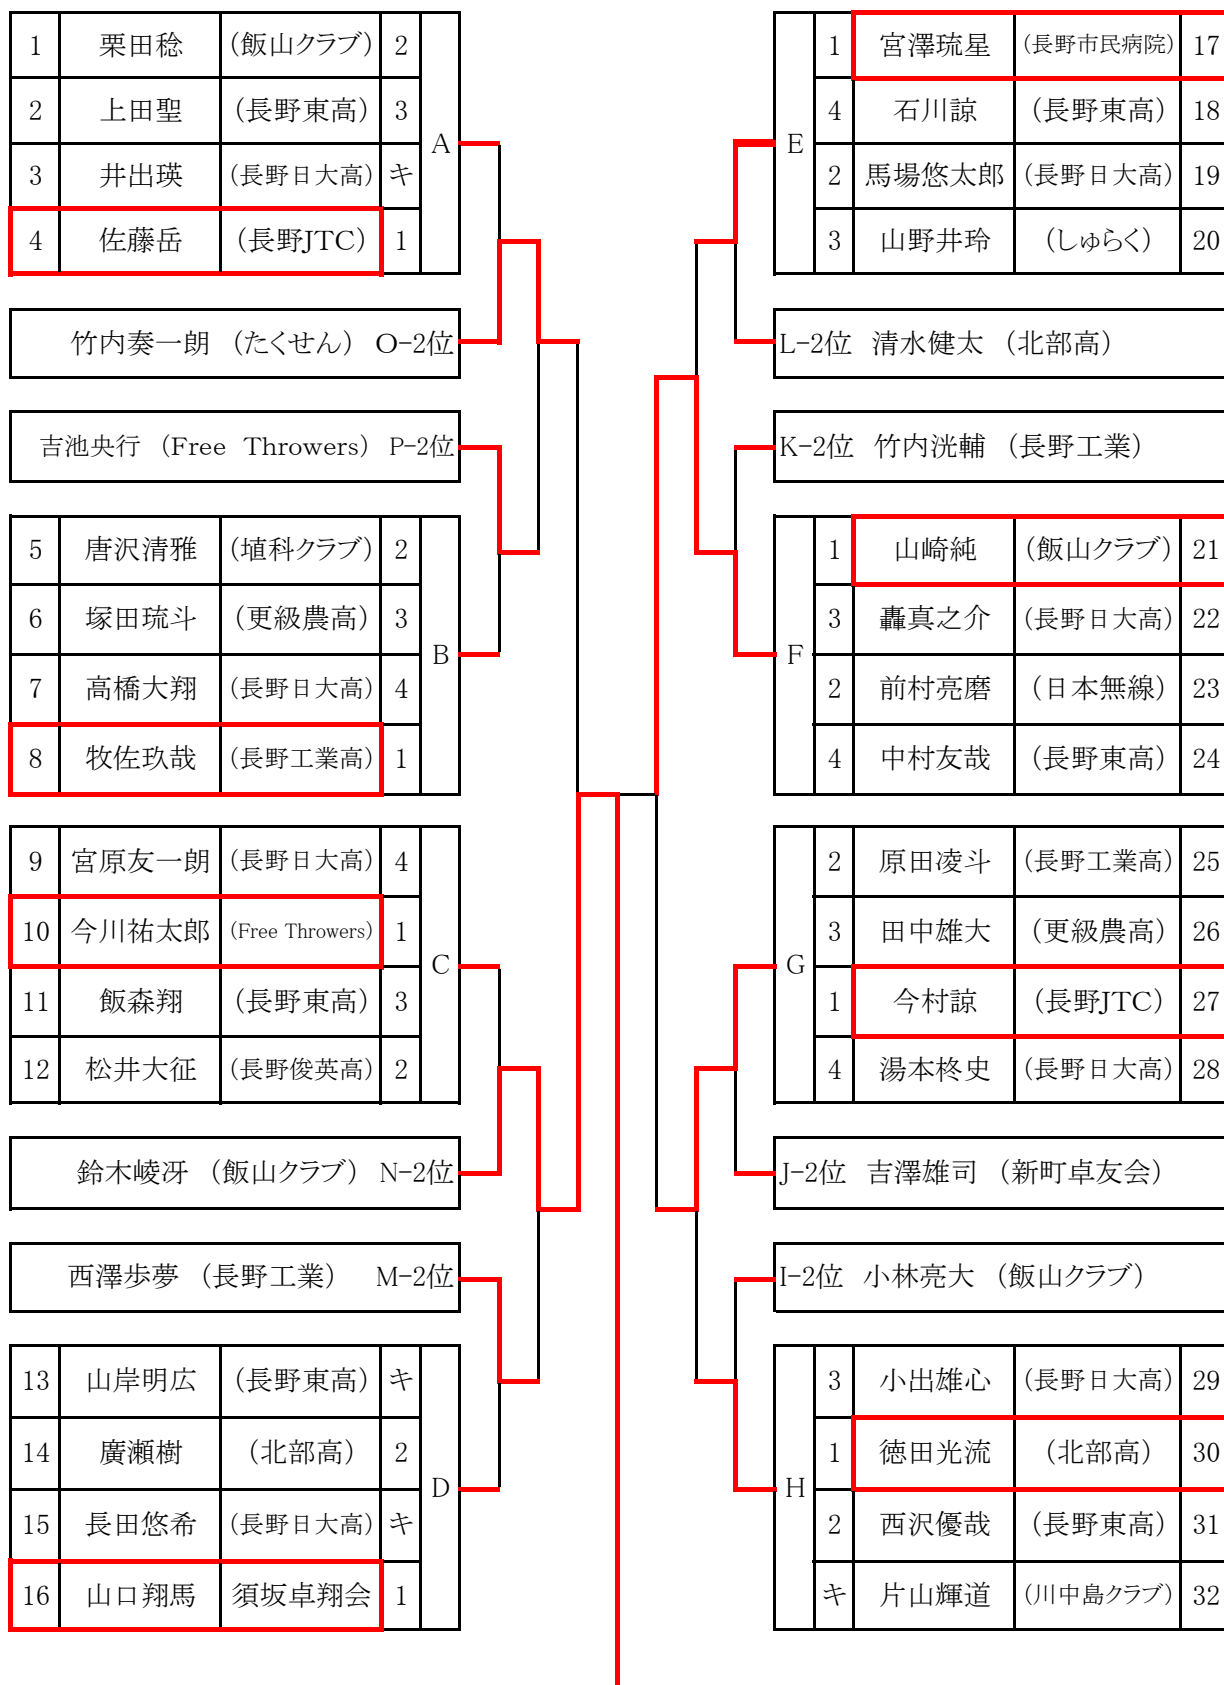 1 栗田稔 (飯山クラブ) 2
2 上田聖 (長野東高) 3
A
3 井出瑛 (長野日大高) キ
4 佐藤岳 (長野JTC) 1
竹内奏一朗 (たくせん) O-2位
吉池央行 (Free Throwers) P-2位
5 唐沢清雅 (埴科クラブ) 2
6 塚田琉斗 (更級農高) 3
B
7 高橋大翔 (長野日大高) 4
8 牧佐玖哉 (長野工業高) 1
9 宮原友一朗 (長野日大高) 4
10 今川祐太郎 (Free Throwers) 1
C
11 飯森翔 (長野東高) 3
12 松井大征 (長野俊英高) 2
鈴木崚冴 (飯山クラブ) N-2位
西澤歩夢 (長野工業) M-2位
13 山岸明広 (長野東高) キ
14 廣瀬樹 (北部高) 2
D
15 長田悠希 (長野日大高) キ
16 山口翔馬 須坂卓翔会 1
1 宮澤琉星 (長野市民病院) 17
4 石川諒 (長野東高) 18
E
2 馬場悠太郎 (長野日大高) 19
3 山野井玲 (しゅらく) 20
L-2位 清水健太 (北部高)
K-2位 竹内洸輔 (長野工業)
1 山崎純 (飯山クラブ) 21
3 轟真之介 (長野日大高) 22
F
2 前村亮磨 (日本無線) 23
4 中村友哉 (長野東高) 24
2 原田凌斗 (長野工業高) 25
3 田中雄大 (更級農高) 26
G
1 今村諒 (長野JTC) 27
4 湯本柊史 (長野日大高) 28
J-2位 吉澤雄司 (新町卓友会)
I-2位 小林亮大 (飯山クラブ)
3 小出雄心 (長野日大高) 29
1 徳田光流 (北部高) 30
H
2 西沢優哉 (長野東高) 31
キ 片山輝道 (川中島クラブ) 32